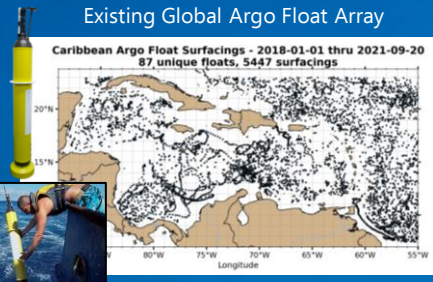 Existing Global Argo Float Array
Caribbean Argo Float Surfacings - 2018-01-01 thru 2021-09-20
87 unique floats, 5447 surfacings
20°N
15°N
80°W 75°W 70°W 65°W 60°W 55°W
Longitude